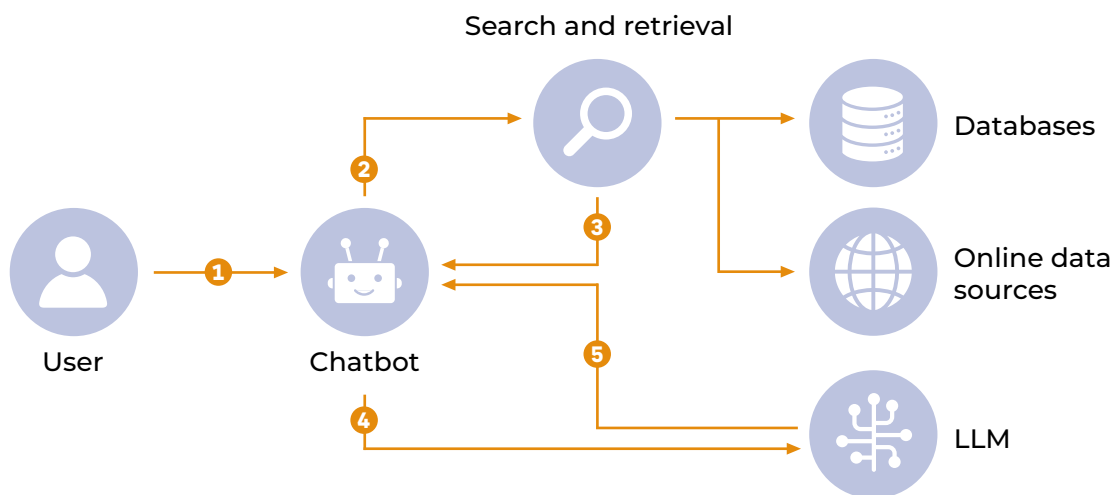 Search and retrieval
2
Databases
3
1
Online data
sources
User
Chatbot
5
4
LLM